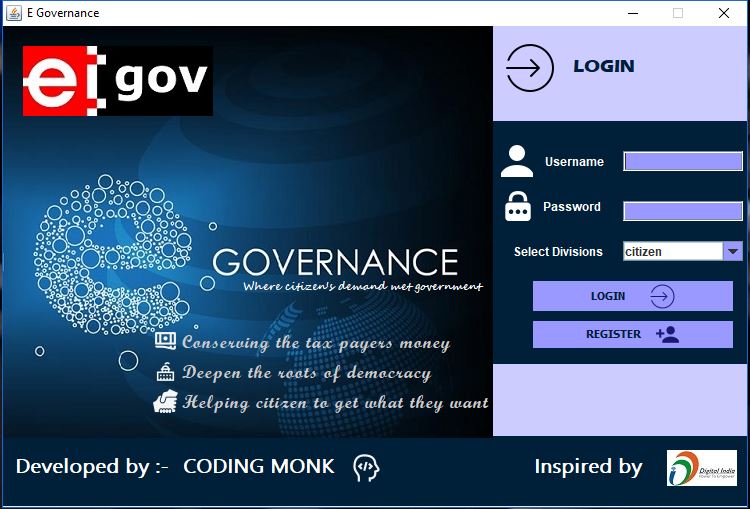 E Governance
ei gov
LOGIN
Username
Password
Select Divisions citizen
LOGIN
REGISTER
GOVERNANCE
Where citizen's demand met government
Conserving the tax payers money
Deepen the roots of democracy
Helping citizen to get what they want
Developed by :- CODING MONK
Inspired by
Digital India
Power To Empower